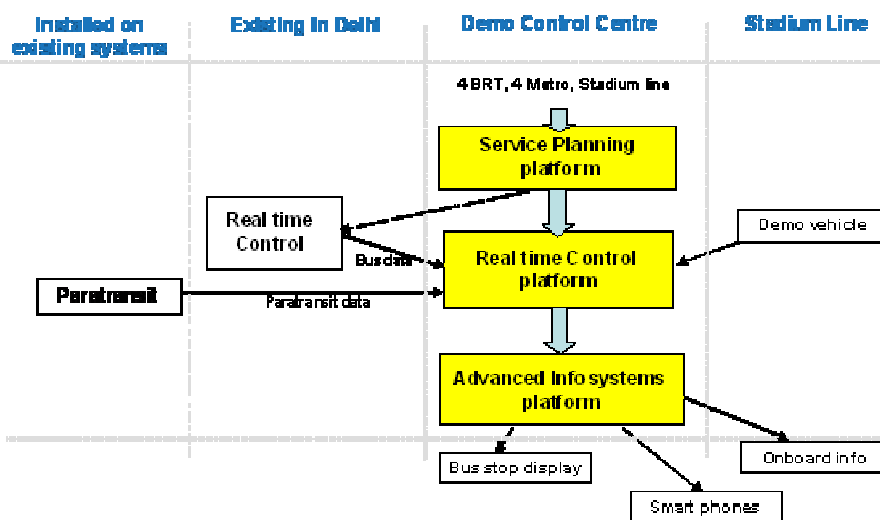 Installed on
existing systems
Existing in Delhi
Demo Control Centre
Stadium Line
4 BRT, 4 Metro, Stadium line
Service Planning
platform
Real time
Control
Bus data
Demo vehicle
Real time Control
platform
Paratransit
Paratransit data
Advanced Info systems
platform
Bus stop display
Onboard info
Smart phones